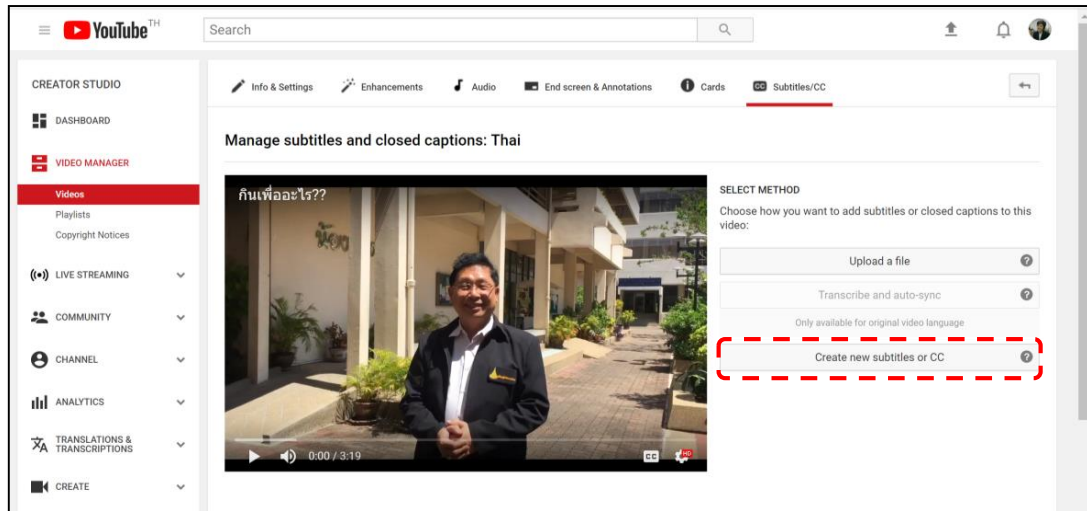 YouTube TH
Search
CREATOR STUDIO
Info & Settings
Enhancements
Audio
End screen & Annotations
Cards
CC Subtitles/CC
DASHBOARD
Manage subtitles and closed captions: Thai
VIDEO MANAGER
Videos
Playlists
Copyright Notices
LIVE STREAMING
COMMUNITY
CHANNEL
ANALYTICS
TRANSLATIONS &
TRANSCRIPTIONS
CREATE
กินเพื่ออะไร??
0:00 / 3:19
CC
HD
SELECT METHOD
Choose how you want to add subtitles or closed captions to this
video:
Upload a file
Transcribe and auto-sync
Only available for original video language
Create new subtitles or CC